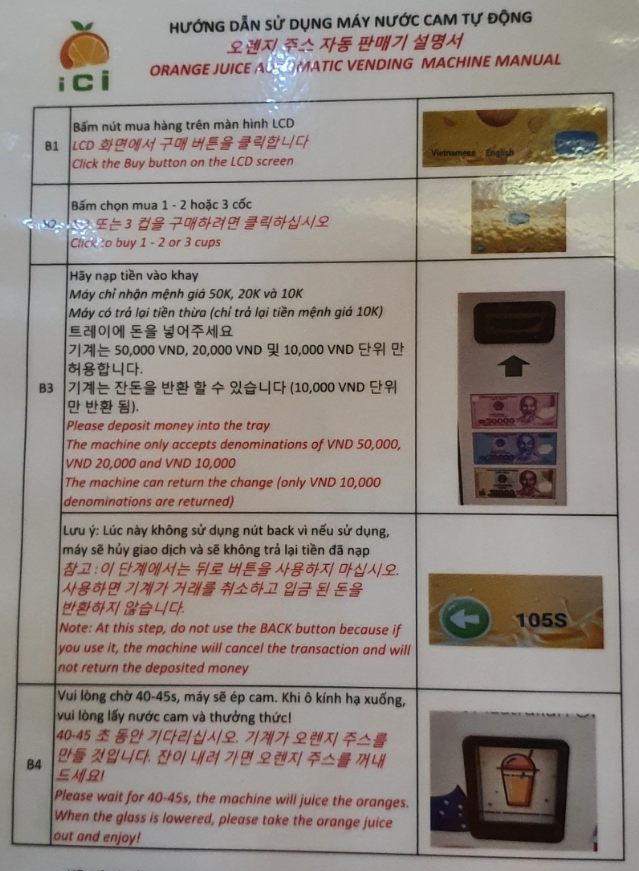 iCi
HƯỚNG DẪN SỬ DỤNG MÁY NƯỚC CAM TỰ ĐỘNG
오렌지 주스 자동 판매기 설명서
ORANGE JUICE AUTOMATIC VENDING MACHINE MANUAL
B1
Bấm nút mua hàng trên màn hình LCD
LCD 화면에서 구매 버튼을 클릭합니다
Click the Buy button on the LCD screen
Vietnamese English
Bấm chọn mua 1 - 2 hoặc 3 cốc
또는 3 컵을 구매하려면 클릭하십시오
Click to buy 1 - 2 or 3 cups
B3
Hãy nạp tiền vào khay
Máy chỉ nhận mệnh giá 50K, 20K và 10K
Máy có trả lại tiền thừa (chỉ trả lại tiền mệnh giá 10K)
트레이에 돈을 넣어주세요
기계는 50,000 VND, 20,000 VND 및 10,000 VND 단위 만
허용합니다.
기계는 잔돈을 반환 할 수 있습니다 (10,000 VND 단위
만 반환 됨).
Please deposit money into the tray
The machine only accepts denominations of VND 50,000,
VND 20,000 and VND 10,000
The machine can return the change (only VND 10,000
denominations are returned)
Lưu ý: Lúc này không sử dụng nút back vì nếu sử dụng,
máy sẽ hủy giao dịch và sẽ không trả lại tiền đã nạp
참고 : 이 단계에서는 뒤로 버튼을 사용하지 마십시오.
사용하면 기계가 거래를 취소하고 입금 된 돈을
반환하지 않습니다.
Note: At this step, do not use the BACK button because if
you use it, the machine will cancel the transaction and will
not return the deposited money
105S
B4
Vui lòng chờ 40-45s, máy sẽ ép cam. Khi ô kính hạ xuống,
vui lòng lấy nước cam và thưởng thức!
40-45 초 동안 기다리십시오. 기계가 오렌지 주스를
만들 것입니다. 잔이 내려 가면 오렌지 주스를 꺼내
드세요!
Please wait for 40-45s, the machine will juice the oranges.
When the glass is lowered, please take the orange juice
out and enjoy!